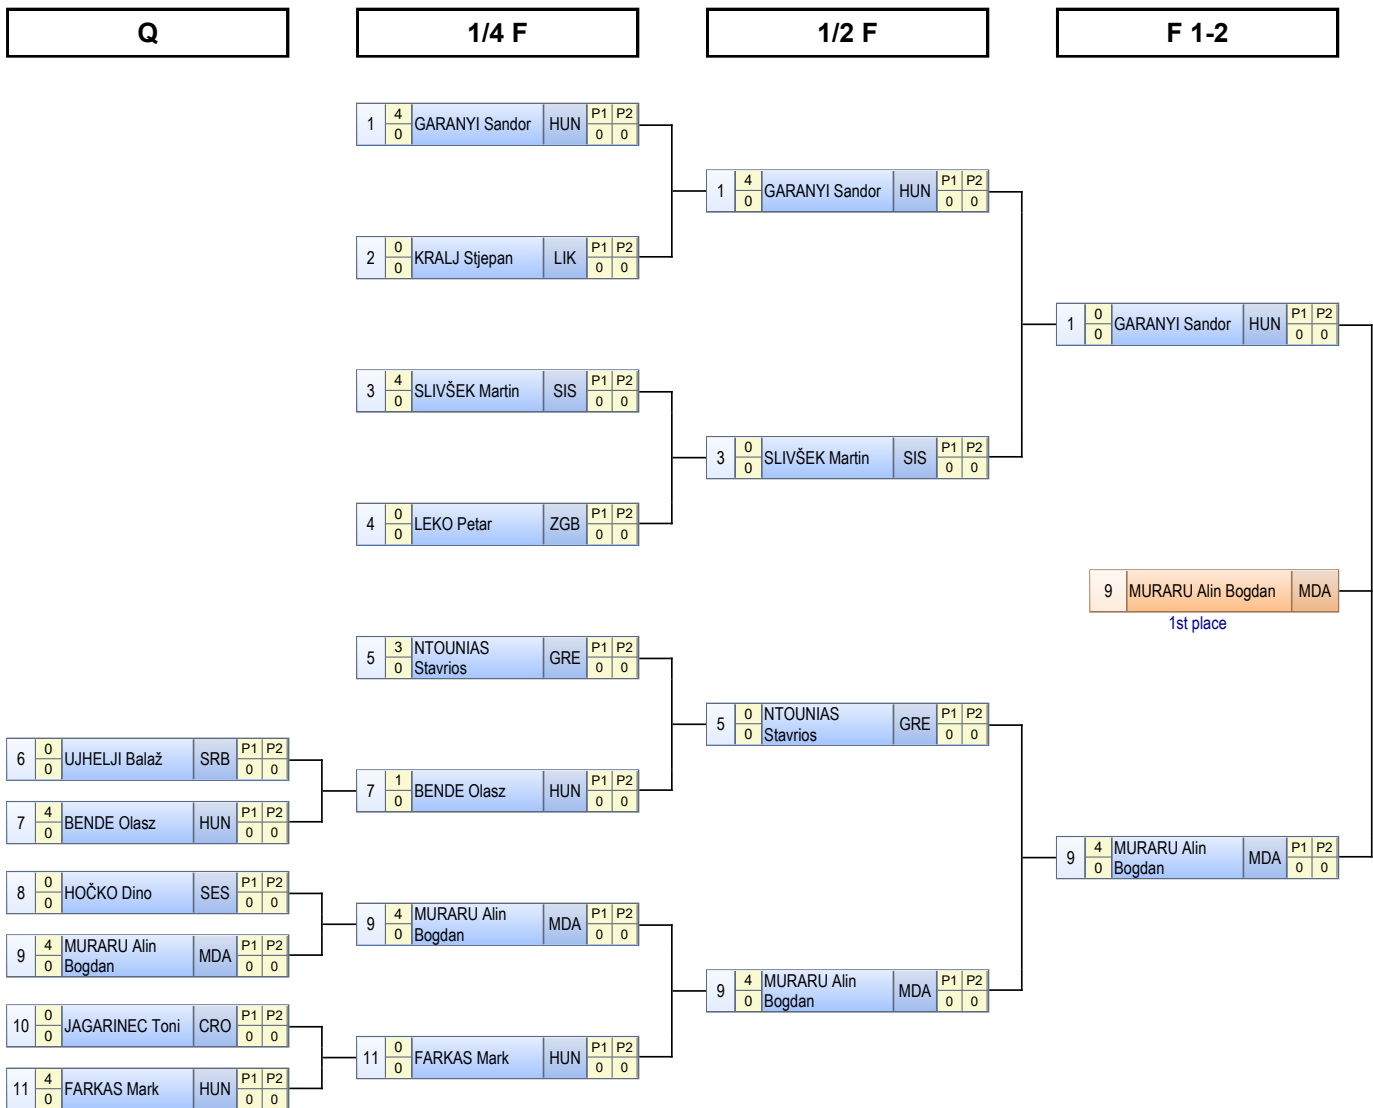 Q
1/4 F
1/2 F
F 1-2
1 4 0 GARANYI Sandor HUN P1 P2 0 0
2 0 0 KRALJ Stjepan LIK P1 P2 0 0
3 4 0 SLIVŠEK Martin SIS P1 P2 0 0
4 0 0 LEKO Petar ZGB P1 P2 0 0
5 3 0 NTOUNIAS
Stavrios GRE P1 P2 0 0
6 0 0 UJHELJI Balaž SRB P1 P2 0 0
7 4 0 BENDE Olasz HUN P1 P2 0 0
7 1 0 BENDE Olasz HUN P1 P2 0 0
8 0 0 HOČKO Dino SES P1 P2 0 0
9 4 0 MURARU Alin
Bogdan MDA P1 P2 0 0
9 4 0 MURARU Alin
Bogdan MDA P1 P2 0 0
10 0 0 JAGARINEC Toni CRO P1 P2 0 0
11 4 0 FARKAS Mark HUN P1 P2 0 0
11 0 0 FARKAS Mark HUN P1 P2 0 0
1 4 0 GARANYI Sandor HUN P1 P2 0 0
3 0 0 SLIVŠEK Martin SIS P1 P2 0 0
5 0 0 NTOUNIAS
Stavrios GRE P1 P2 0 0
9 4 0 MURARU Alin
Bogdan MDA P1 P2 0 0
1 0 0 GARANYI Sandor HUN P1 P2 0 0
9 MURARU Alin Bogdan MDA
1st place
9 4 0 MURARU Alin
Bogdan MDA P1 P2 0 0